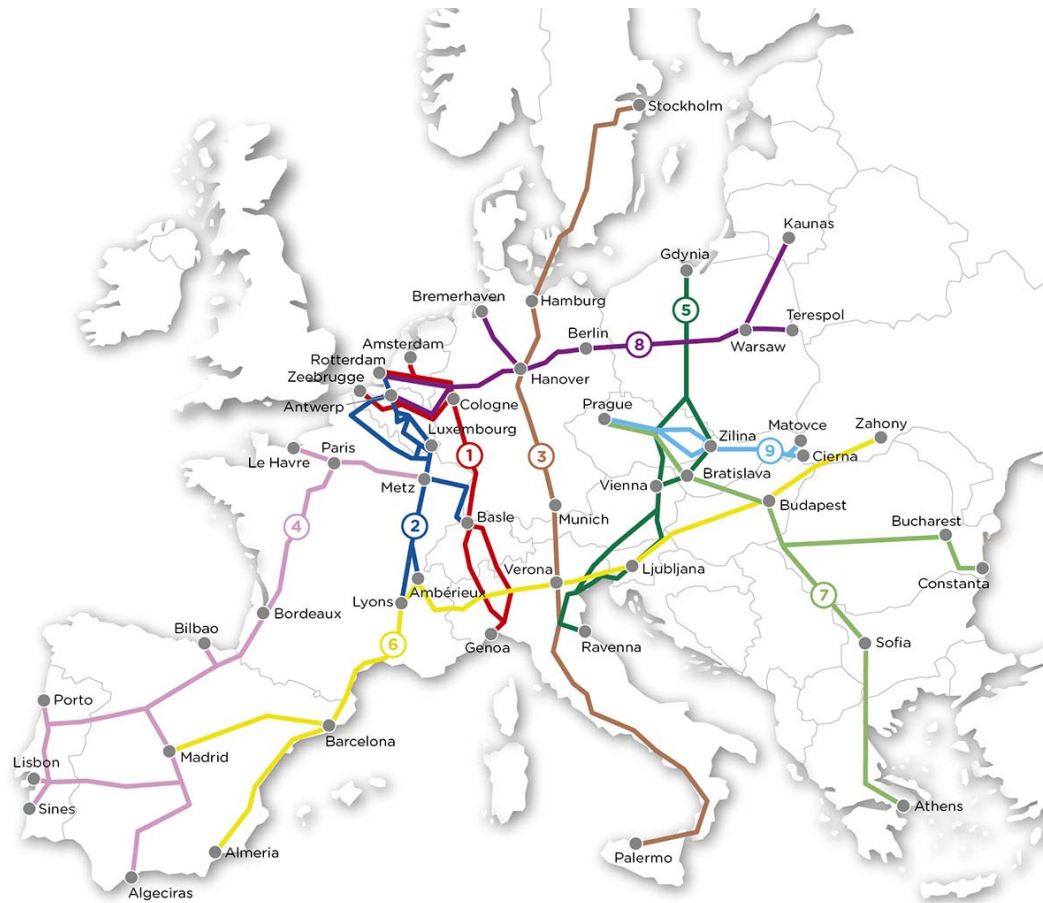 Stockholm
Kaunas
Gdynia
Bremerhaven
Hamburg
5
Terespol
Berlin
8
Warsaw
Amsterdam
Rotterdam
Hanover
Zeebrugge
Antwerp
Cologne
Prague
Matovce
Zahony
Luxembourg
Zilina
9
Cierna
Paris
Le Havre
1
3
Bratislava
Metz
Vienna
Budapest
4
2
Basle
Munich
Bucharest
Verona
Ljubljana
Constanta
Ambérieux
Lyons
7
Bordeaux
Bilbao
6
Genoa
Ravenna
Sofia
Porto
Barcelona
Madrid
Lisbon
Sines
Athens
Almeria
Palermo
Algeciras